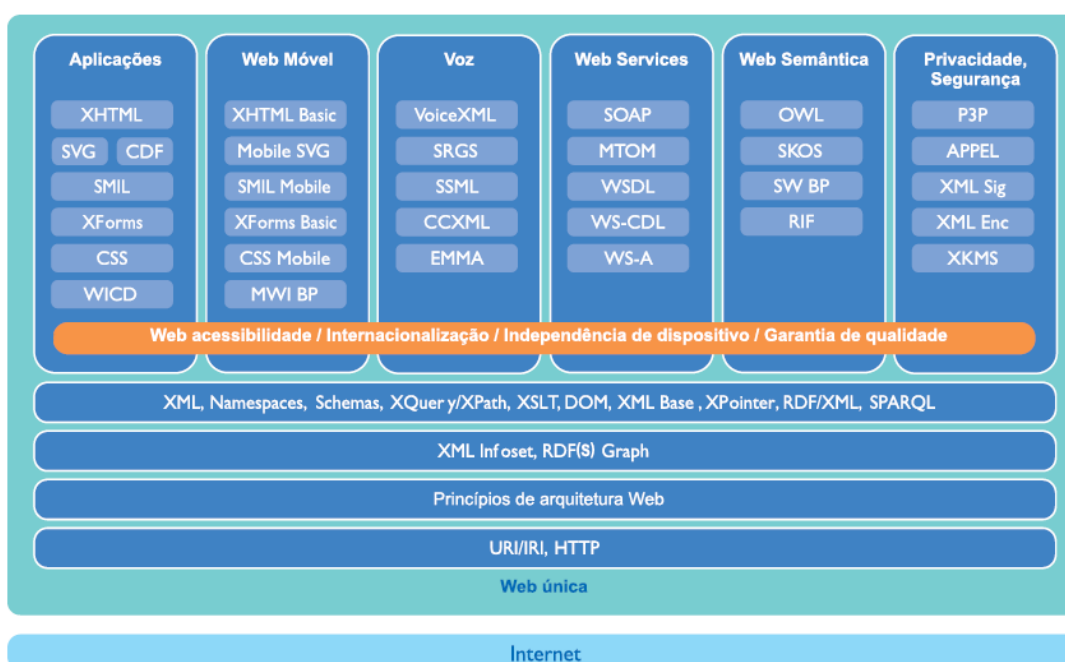 Aplicações
XHTML
SVG CDF
SMIL
XForms
CSS
WICD
Web Móvel
XHTML Basic
Mobile SVG
SMIL Mobile
XForms Basic
CSS Mobile
MWI BP
Voz
VoiceXML
SRGS
SSML
CCXML
EMMA
Web Services
SOAP
MTOM
WSDL
WS-CDL
WS-A
Web Semântica
OWL
SKOS
SW BP
RIF
Privacidade,
Segurança
P3P
APPEL
XML Sig
XML Enc
XKMS
Web acessibilidade / Internacionalização / Independência de dispositivo / Garantia de qualidade
XML, Namespaces, Schemas, XQuery/XPath, XSLT, DOM, XML Base, XPointer, RDF/XML, SPARQL
XML Infoset, RDF(S) Graph
Princípios de arquitetura Web
URI/IRI, HTTP
Web única
Internet